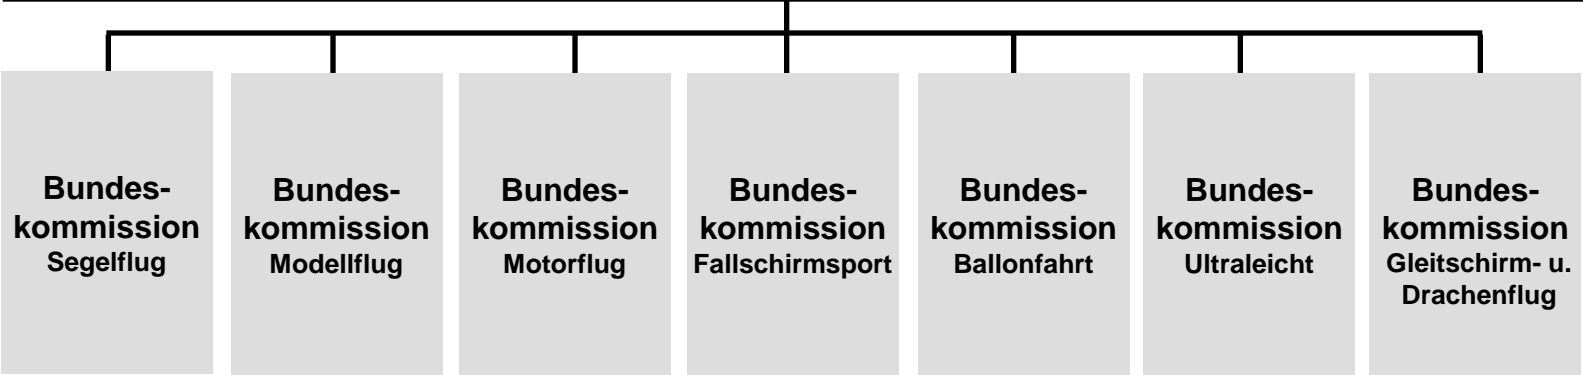 Bundes-
kommission
Segelflug
Bundes-
kommission
Modellflug
Bundes-
kommission
Motorflug
Bundes-
kommission
Fallschirmsport
Bundes-
kommission
Ballonfahrt
Bundes-
kommission
Ultraleicht
Bundes-
kommission
Gleitschirm- u.
Drachenflug